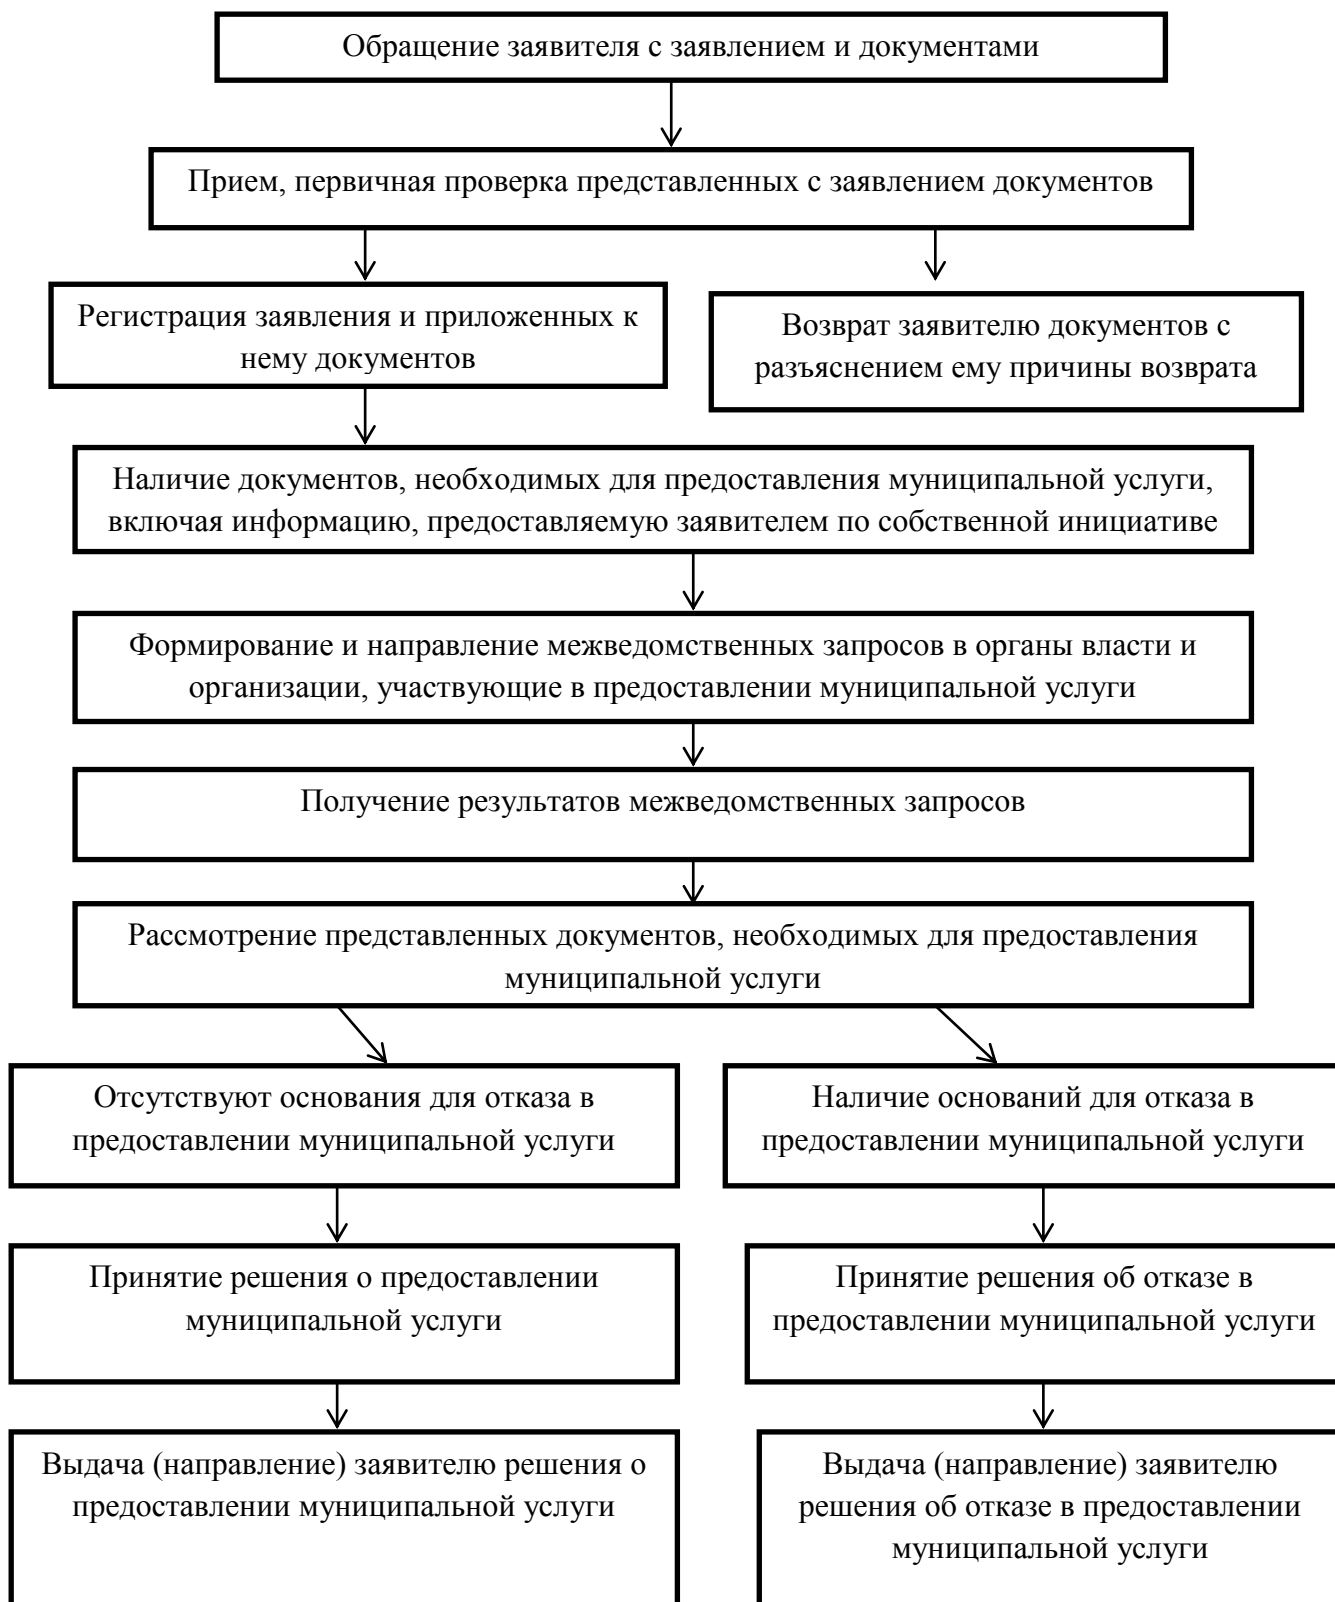 Обращение заявителя с заявлением и документами
Прием, первичная проверка представленных с заявлением документов
Регистрация заявления и приложенных к
нему документов
Возврат заявителю документов с
разъяснением ему причины возврата
Наличие документов, необходимых для предоставления муниципальной услуги,
включая информацию, предоставляемую заявителем по собственной инициативе
Формирование и направление межведомственных запросов в органы власти и
организации, участвующие в предоставлении муниципальной услуги
Получение результатов межведомственных запросов
Рассмотрение представленных документов, необходимых для предоставления
муниципальной услуги
Отсутствуют основания для отказа в
предоставлении муниципальной услуги
Наличие оснований для отказа в
предоставлении муниципальной услуги
Принятие решения о предоставлении
муниципальной услуги
Принятие решения об отказе в
предоставлении муниципальной услуги
Выдача (направление) заявителю решения о
предоставлении муниципальной услуги
Выдача (направление) заявителю
решения об отказе в предоставлении
муниципальной услуги